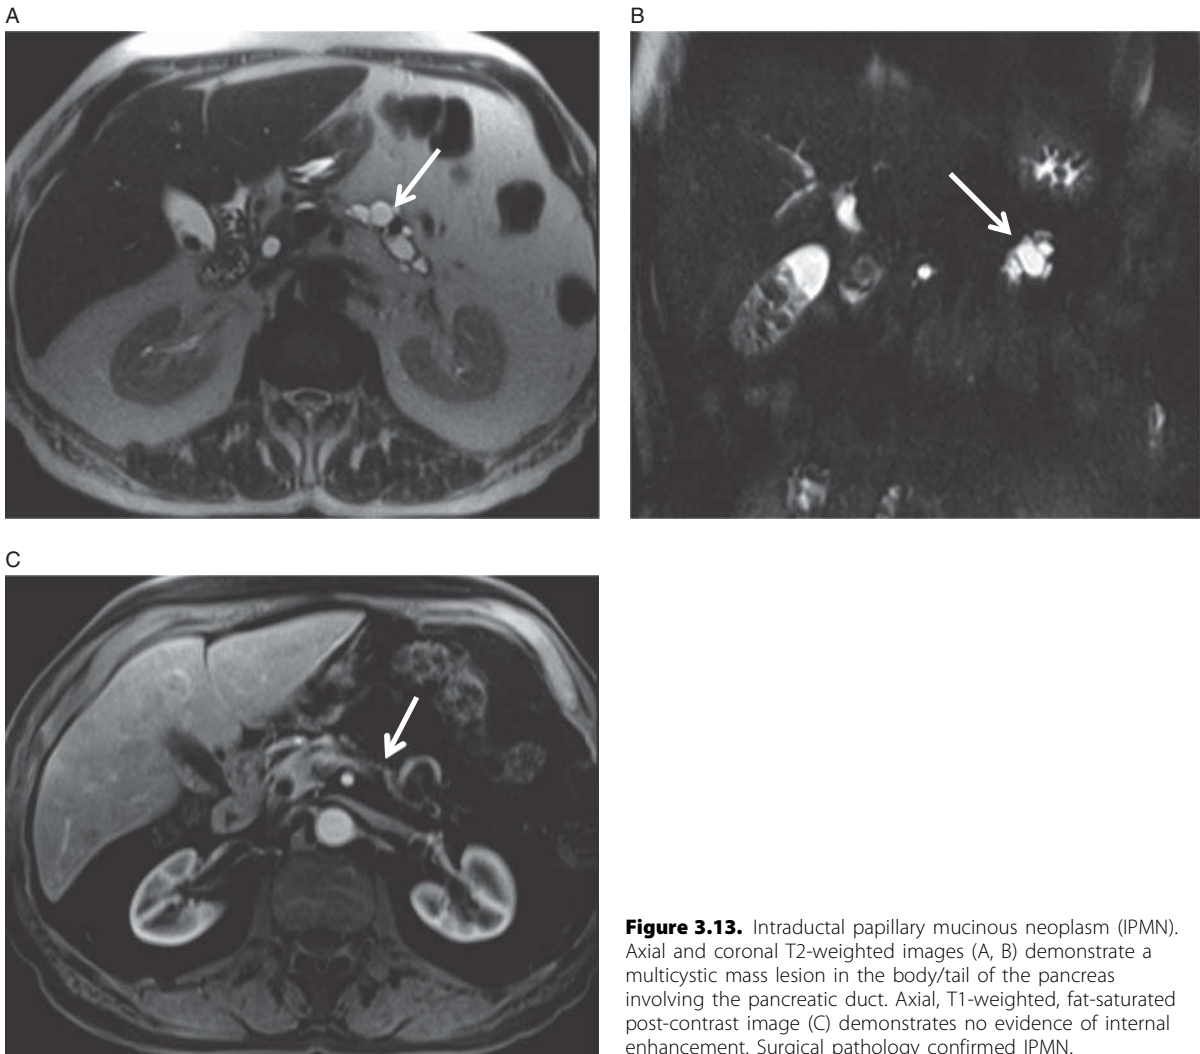 A
B
C
Figure 3.13. Intraductal papillary mucinous neoplasm (IPMN).
Axial and coronal T2-weighted images (A, B) demonstrate a
multicystic mass lesion in the body/tail of the pancreas
involving the pancreatic duct. Axial, T1-weighted, fat-saturated
post-contrast image (C) demonstrates no evidence of internal
enhancement. Surgical pathology confirmed IPMN.